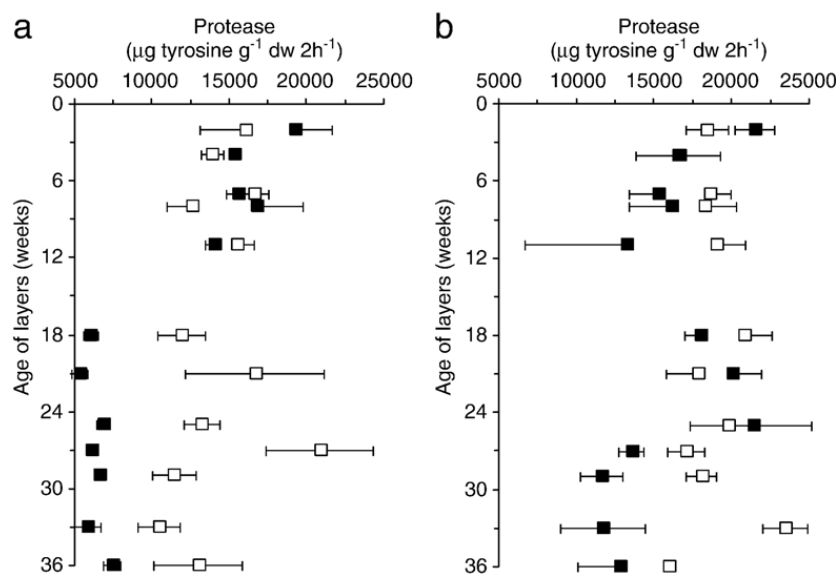 a
Protease
(μg tyrosine g⁻¹ dw 2h⁻¹)
5000 10000 15000 20000 25000
0
6
12
18
24
30
36
Age of layers (weeks)
b
Protease
(μg tyrosine g⁻¹ dw 2h⁻¹)
5000 10000 15000 20000 25000
0
6
12
18
24
30
36
Age of layers (weeks)